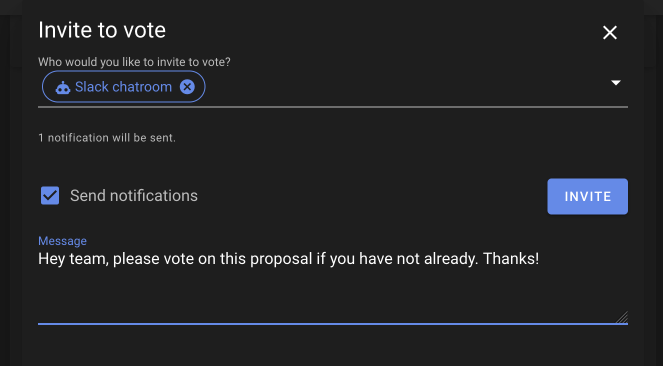 Invite to vote
Who would you like to invite to vote?
Slack chatroom
1 notification will be sent.
Send notifications
INVITE
Message
Hey team, please vote on this proposal if you have not already. Thanks!